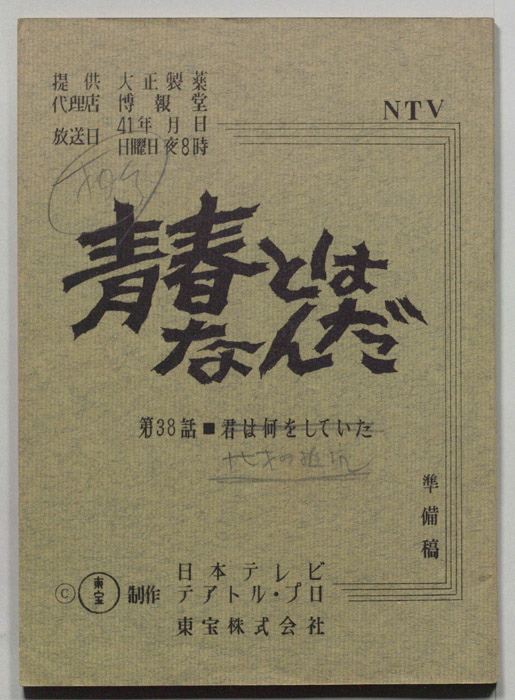 提供 大正製薬
代理店 博報堂
放送日 41年 月 日
日曜日夜8時
NTV
青春とは
なんだ
第38話■君は何をしていた
準備稿
日本テレビ
© 東宝 制作 テアトル・プロ
東宝株式会社